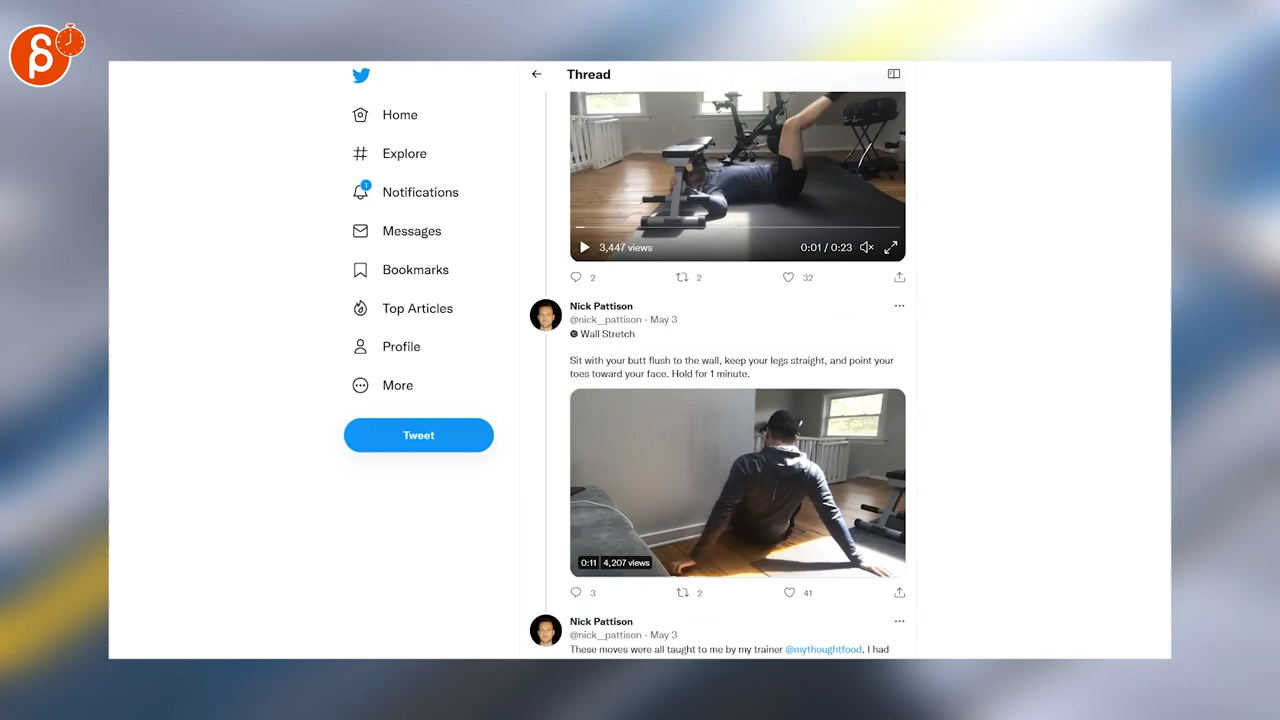 Thread
Home
Explore
1
Notifications
Messages
Bookmarks
Top Articles
Profile
More
Tweet
3,447 views
0:01 / 0:23
2
2
32
Nick Pattison
@nick__pattison · May 3
Wall Stretch
Sit with your butt flush to the wall, keep your legs straight, and point your
toes toward your face. Hold for 1 minute.
0:11 4,207 views
3
2
41
Nick Pattison
@nick__pattison · May 3
These moves were all taught to me by my trainer @mythoughtfood. I had